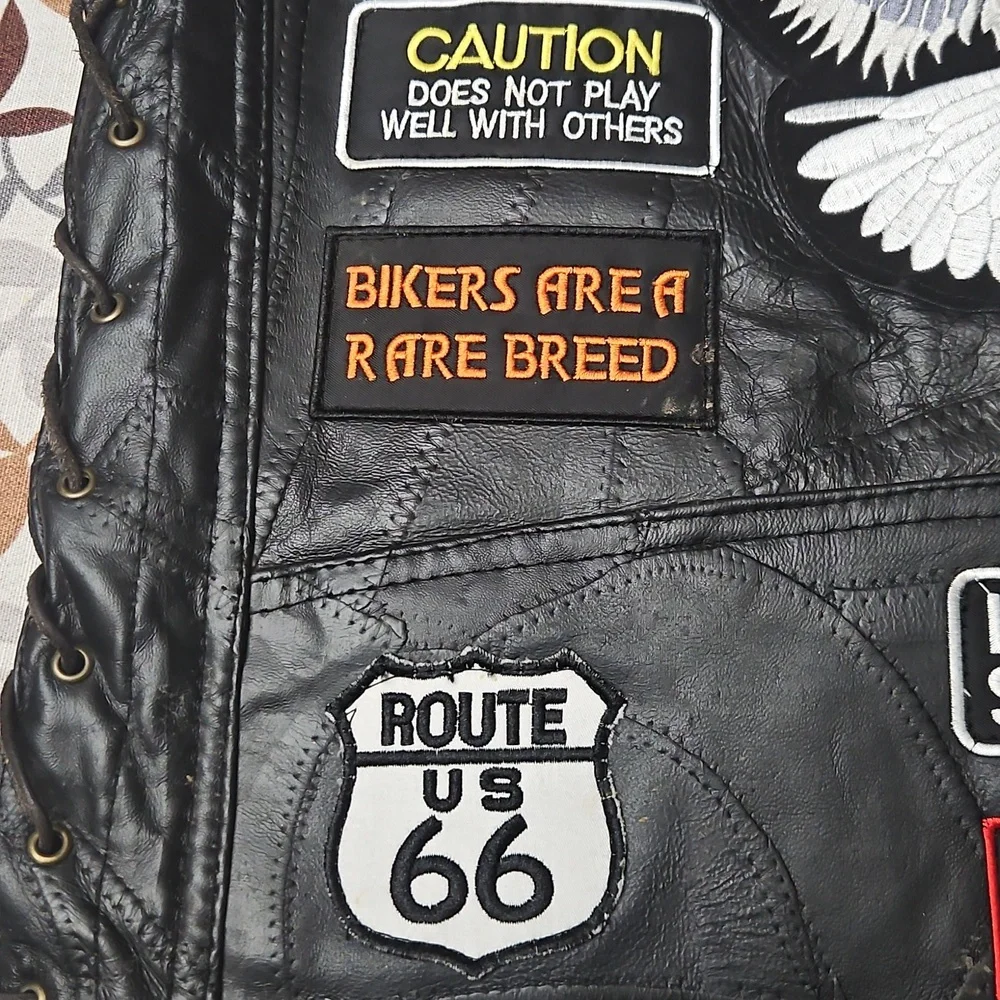 CAUTION
DOES NOT PLAY
WELL WITH OTHERS
BIKERS ARE A
RARE BREED
ROUTE
US
66